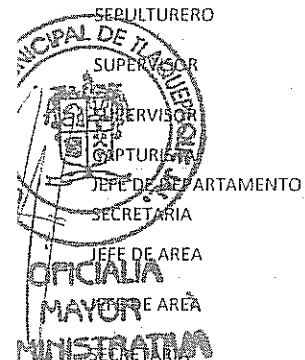 SEPULTURERO
SUPERVISOR
SUPERVISOR
CAPTURISTA
JEFE DE DEPARTAMENTO
SECRETARIA
JEFE DE AREA
JEFE DE AREA
SECRETARIA
OFICIALIA
MAYOR